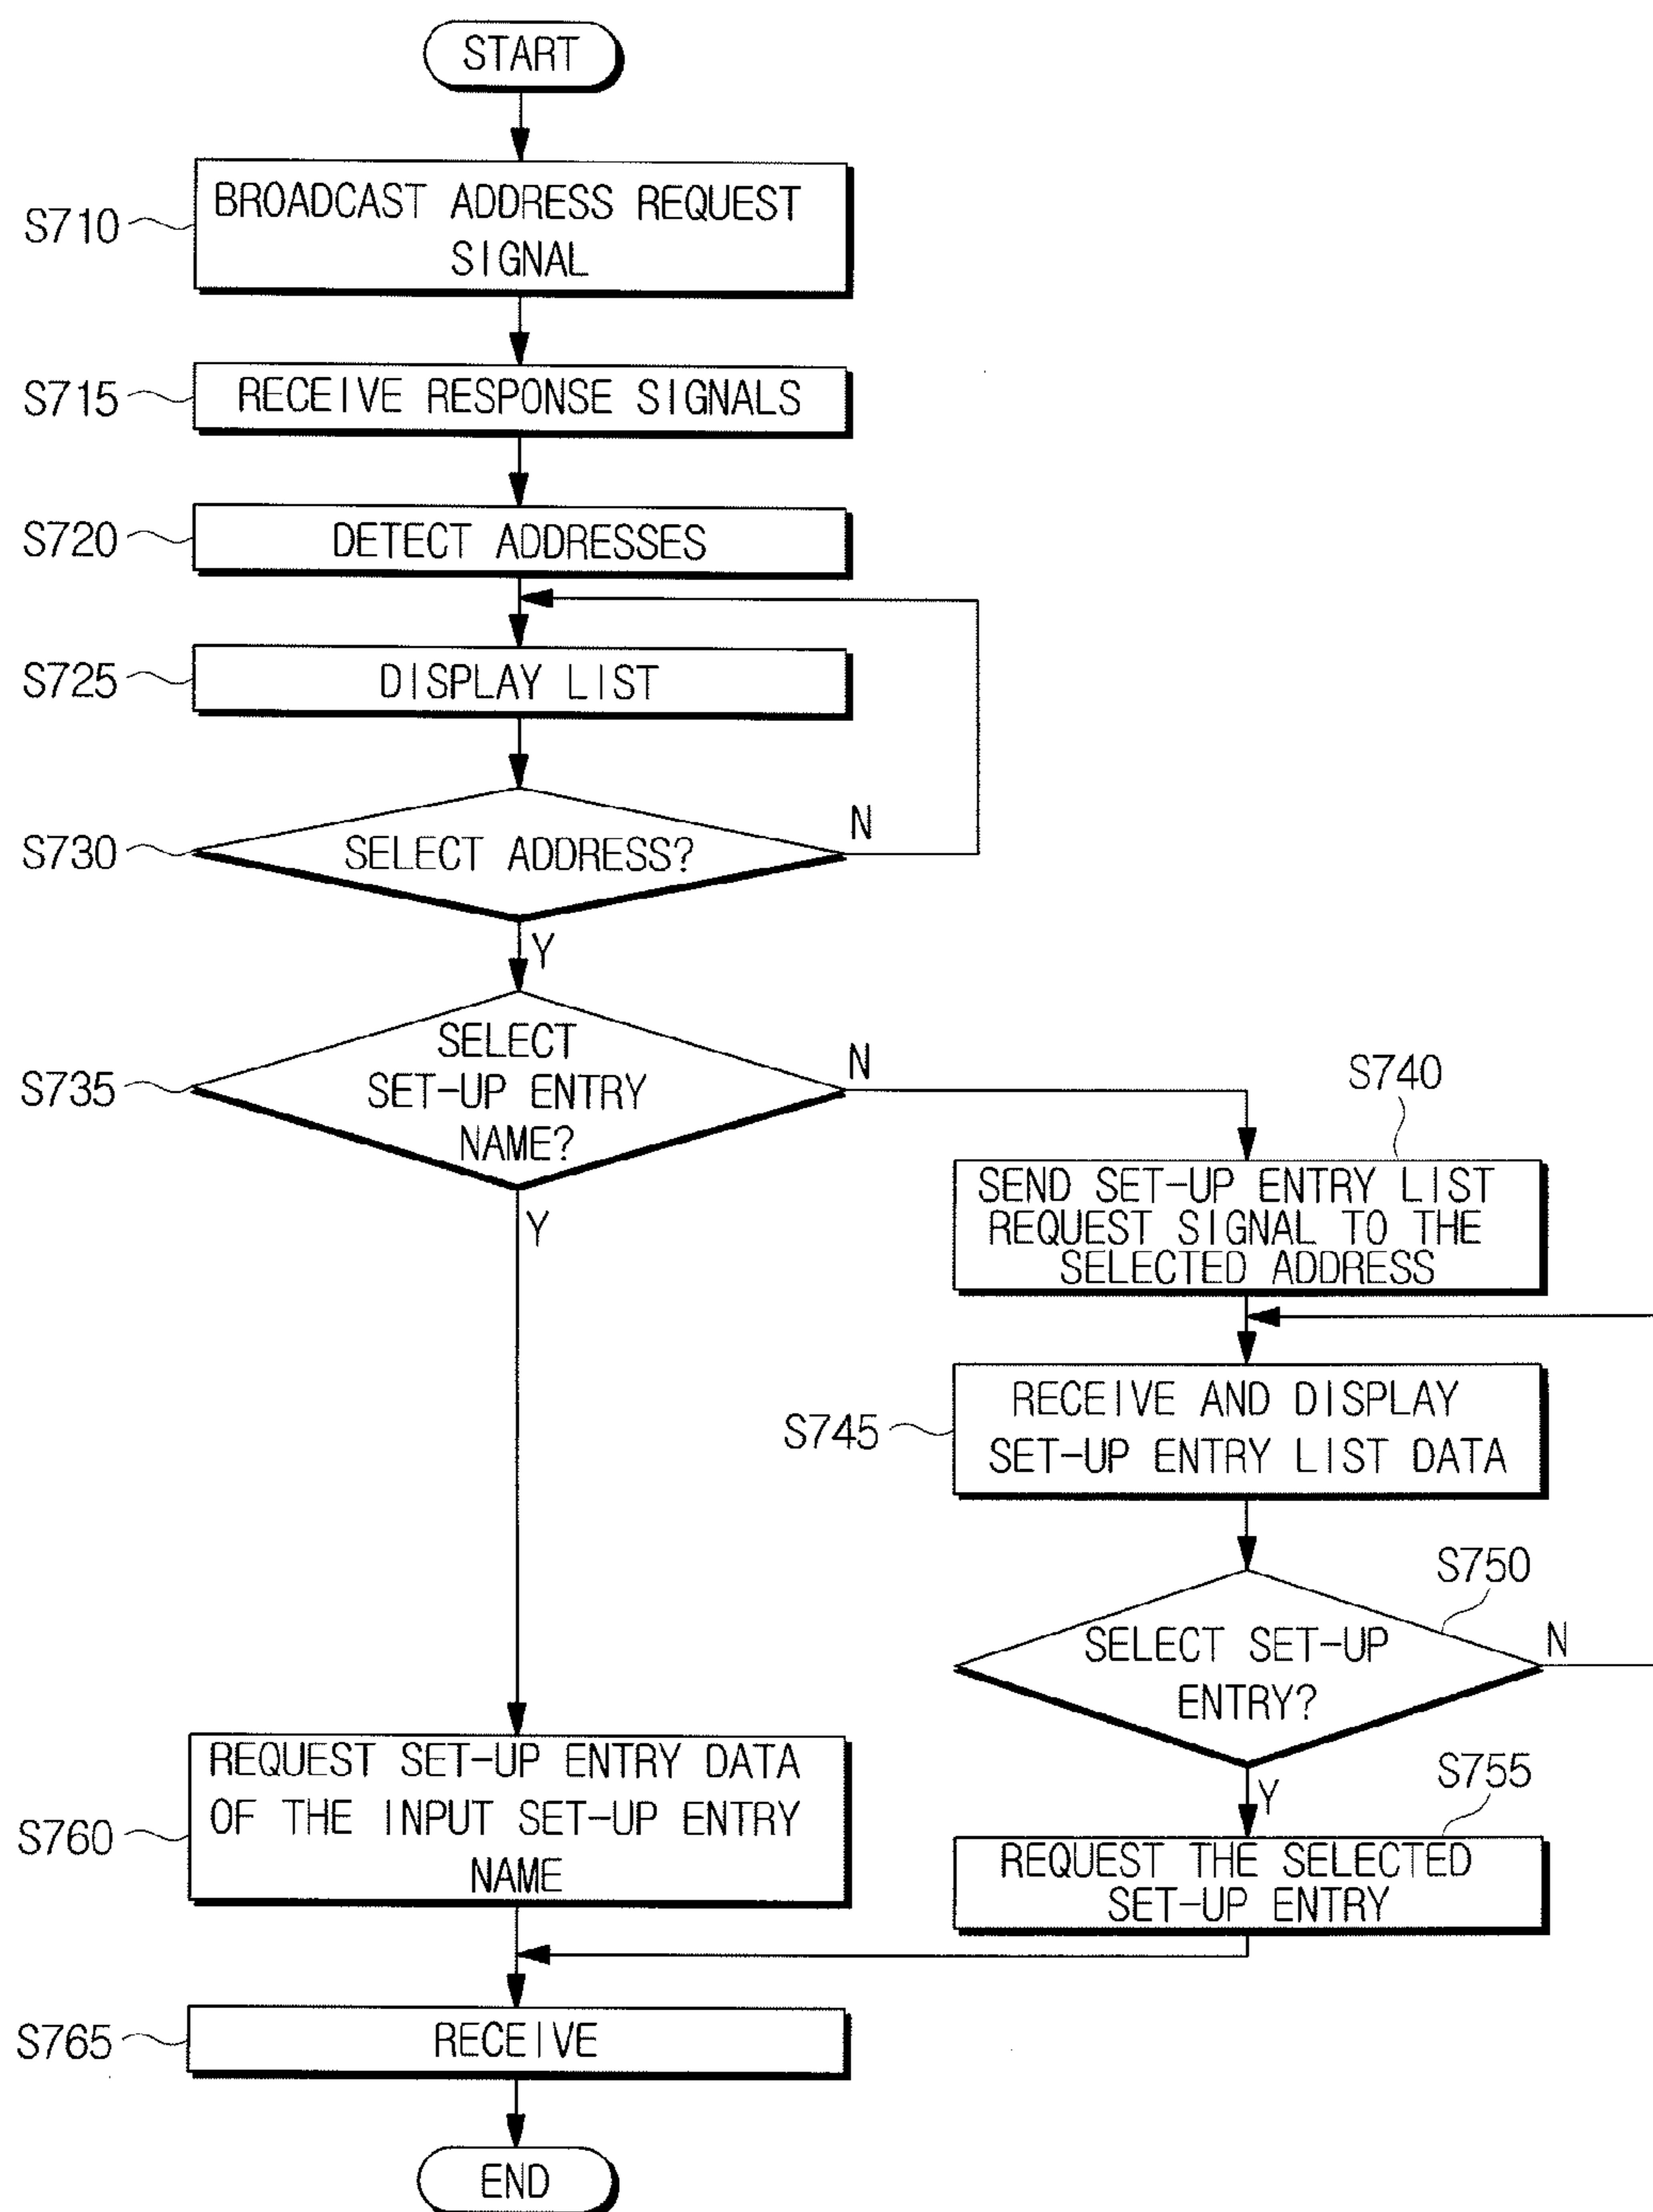 START
S710
BROADCAST ADDRESS REQUEST
SIGNAL
S715
RECEIVE RESPONSE SIGNALS
S720
DETECT ADDRESSES
S725
DISPLAY LIST
S730
SELECT ADDRESS?
N
Y
S735
SELECT
SET-UP ENTRY
NAME?
N
Y
S740
SEND SET-UP ENTRY LIST
REQUEST SIGNAL TO THE
SELECTED ADDRESS
S745
RECEIVE AND DISPLAY
SET-UP ENTRY LIST DATA
S750
SELECT SET-UP
ENTRY?
N
Y
S755
REQUEST THE SELECTED
SET-UP ENTRY
S760
REQUEST SET-UP ENTRY DATA
OF THE INPUT SET-UP ENTRY
NAME
S765
RECEIVE
END